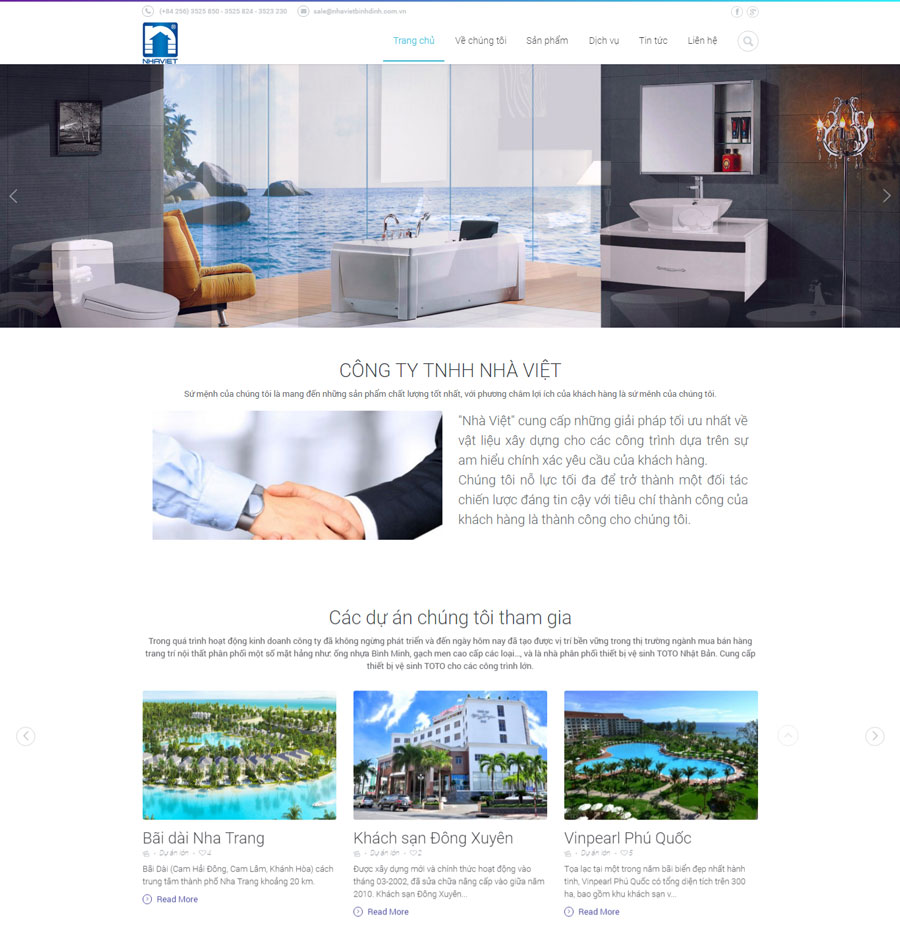 (+84 256) 3523 850 - 3525 824 - 3523 230 sale@nhavietbinhdinh.com.vn
NHAVIET
Trang chủ Về chúng tôi Sản phẩm Dịch vụ Tin tức Liên hệ
CÔNG TY TNHH NHÀ VIỆT
Sứ mệnh của chúng tôi là mang đến những sản phẩm chất lượng tốt nhất, với phương châm lợi ích của khách hàng là sứ mệnh của chúng tôi.
"Nhà Việt" cung cấp những giải pháp tối ưu nhất về
vật liệu xây dựng cho các công trình dựa trên sự
am hiểu chính xác yêu cầu của khách hàng.
Chúng tôi nỗ lực tối đa để trở thành một đối tác
chiến lược đáng tin cậy với tiêu chí thành công của
khách hàng là thành công cho chúng tôi.
Các dự án chúng tôi tham gia
Trong quá trình hoạt động kinh doanh công ty đã không ngừng phát triển và đến ngày hôm nay đã tạo được vị trí bền vững trong thị trường ngành mua bán hàng
trang trí nội thất phân phối một số mặt hàng như: ống nhựa Bình Minh, gạch men cao cấp các loại..., và là nhà phân phối thiết bị vệ sinh TOTO Nhật Bản. Cung cấp
thiết bị vệ sinh TOTO cho các công trình lớn.
Bãi dài Nha Trang
Dự án lớn - 4
Bãi Dài (Cam Hải Đông, Cam Lâm, Khánh Hòa) cách
trung tâm thành phố Nha Trang khoảng 20 km.
Read More
Khách sạn Đông Xuyên
Dự án lớn - 2
Được xây dựng mới và chính thức hoạt động vào
tháng 03-2002, đã sửa chữa nâng cấp vào giữa năm
2010. Khách sạn Đông Xuyên...
Read More
Vinpearl Phú Quốc
Dự án lớn - 5
Tọa lạc tại một trong năm bãi biển đẹp nhất hành
tinh, Vinpearl Phú Quốc có tổng diện tích trên 300
ha, bao gồm khu khách sạn v...
Read More